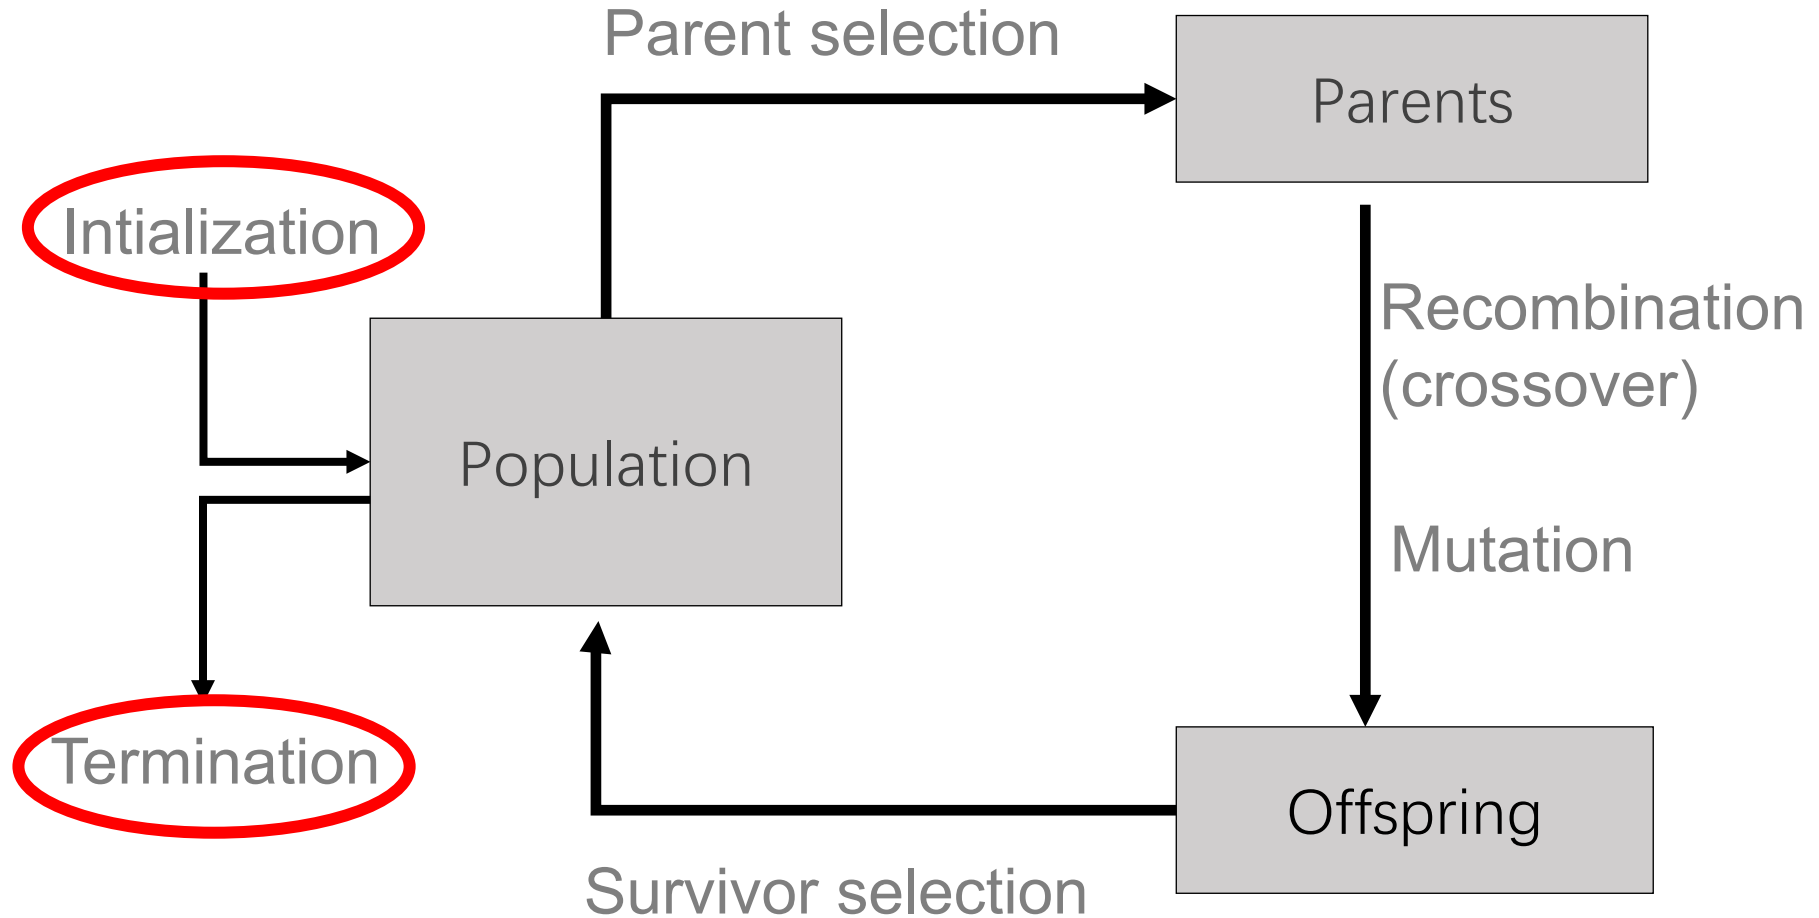 Parent selection
Parents
Intialization
Recombination
(crossover)
Population
Mutation
Termination
Offspring
Survivor selection